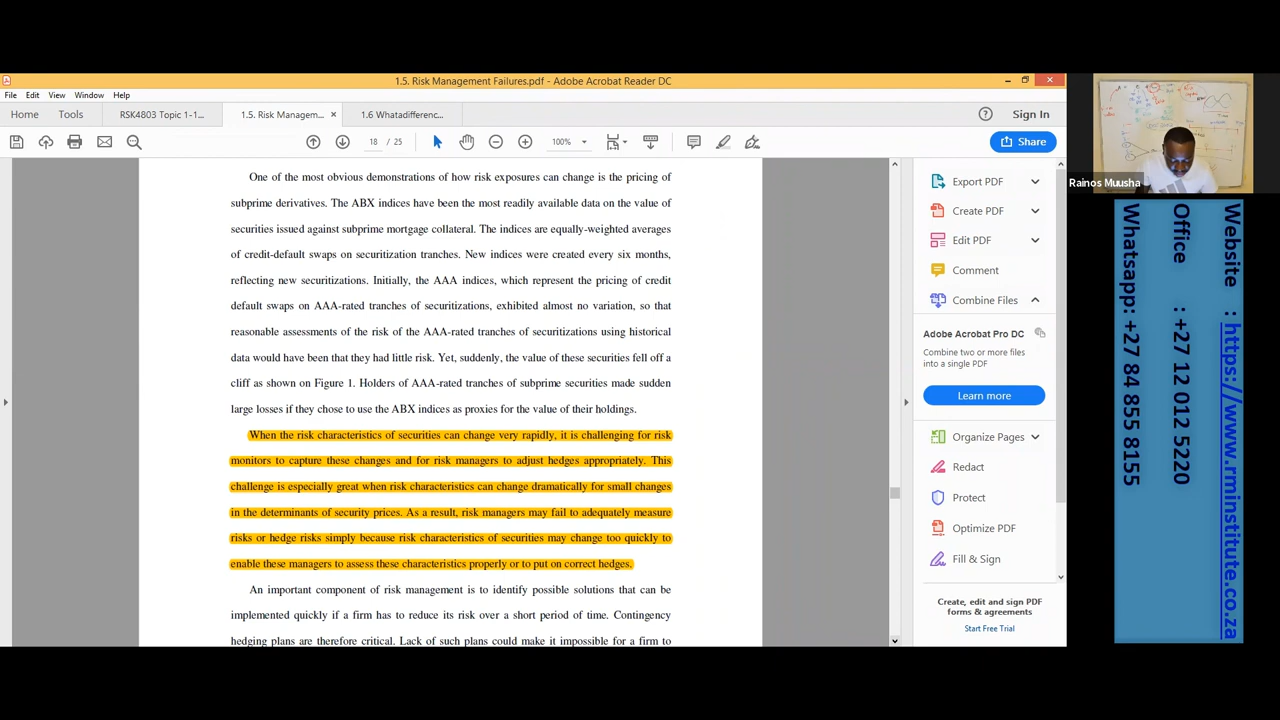 1.5. Risk Management Failures.pdf - Adobe Acrobat Reader DC
File Edit View Window Help
Home Tools RSK4803 Topic 1-1... 1.5. Risk Managem... × 1.6 Whatadifferenc... Sign In
18 / 25 100% Share
One of the most obvious demonstrations of how risk exposures can change is the pricing of
subprime derivatives. The ABX indices have been the most readily available data on the value of
securities issued against subprime mortgage collateral. The indices are equally-weighted averages
of credit-default swaps on securitization tranches. New indices were created every six months,
reflecting new securitizations. Initially, the AAA indices, which represent the pricing of credit
default swaps on AAA-rated tranches of securitizations, exhibited almost no variation, so that
reasonable assessments of the risk of the AAA-rated tranches of securitizations using historical
data would have been that they had little risk. Yet, suddenly, the value of these securities fell off a
cliff as shown on Figure 1. Holders of AAA-rated tranches of subprime securities made sudden
large losses if they chose to use the ABX indices as proxies for the value of their holdings.
When the risk characteristics of securities can change very rapidly, it is challenging for risk
monitors to capture these changes and for risk managers to adjust hedges appropriately. This
challenge is especially great when risk characteristics can change dramatically for small changes
in the determinants of security prices. As a result, risk managers may fail to adequately measure
risks or hedge risks simply because risk characteristics of securities may change too quickly to
enable these managers to assess these characteristics properly or to put on correct hedges.
An important component of risk management is to identify possible solutions that can be
implemented quickly if a firm has to reduce its risk over a short period of time. Contingency
hedging plans are therefore critical. Lack of such plans could make it impossible for a firm to
Export PDF
Create PDF
Edit PDF
Comment
Combine Files
Adobe Acrobat Pro DC
Combine two or more files
into a single PDF
Learn more
Organize Pages
Redact
Protect
Optimize PDF
Fill & Sign
Create, edit and sign PDF
forms & agreements
Start Free Trial
Rainos Muusha
Website : https://www.rminstitute.co.za
Office : +27 12 012 5220
Whatsapp: +27 84 855 8155